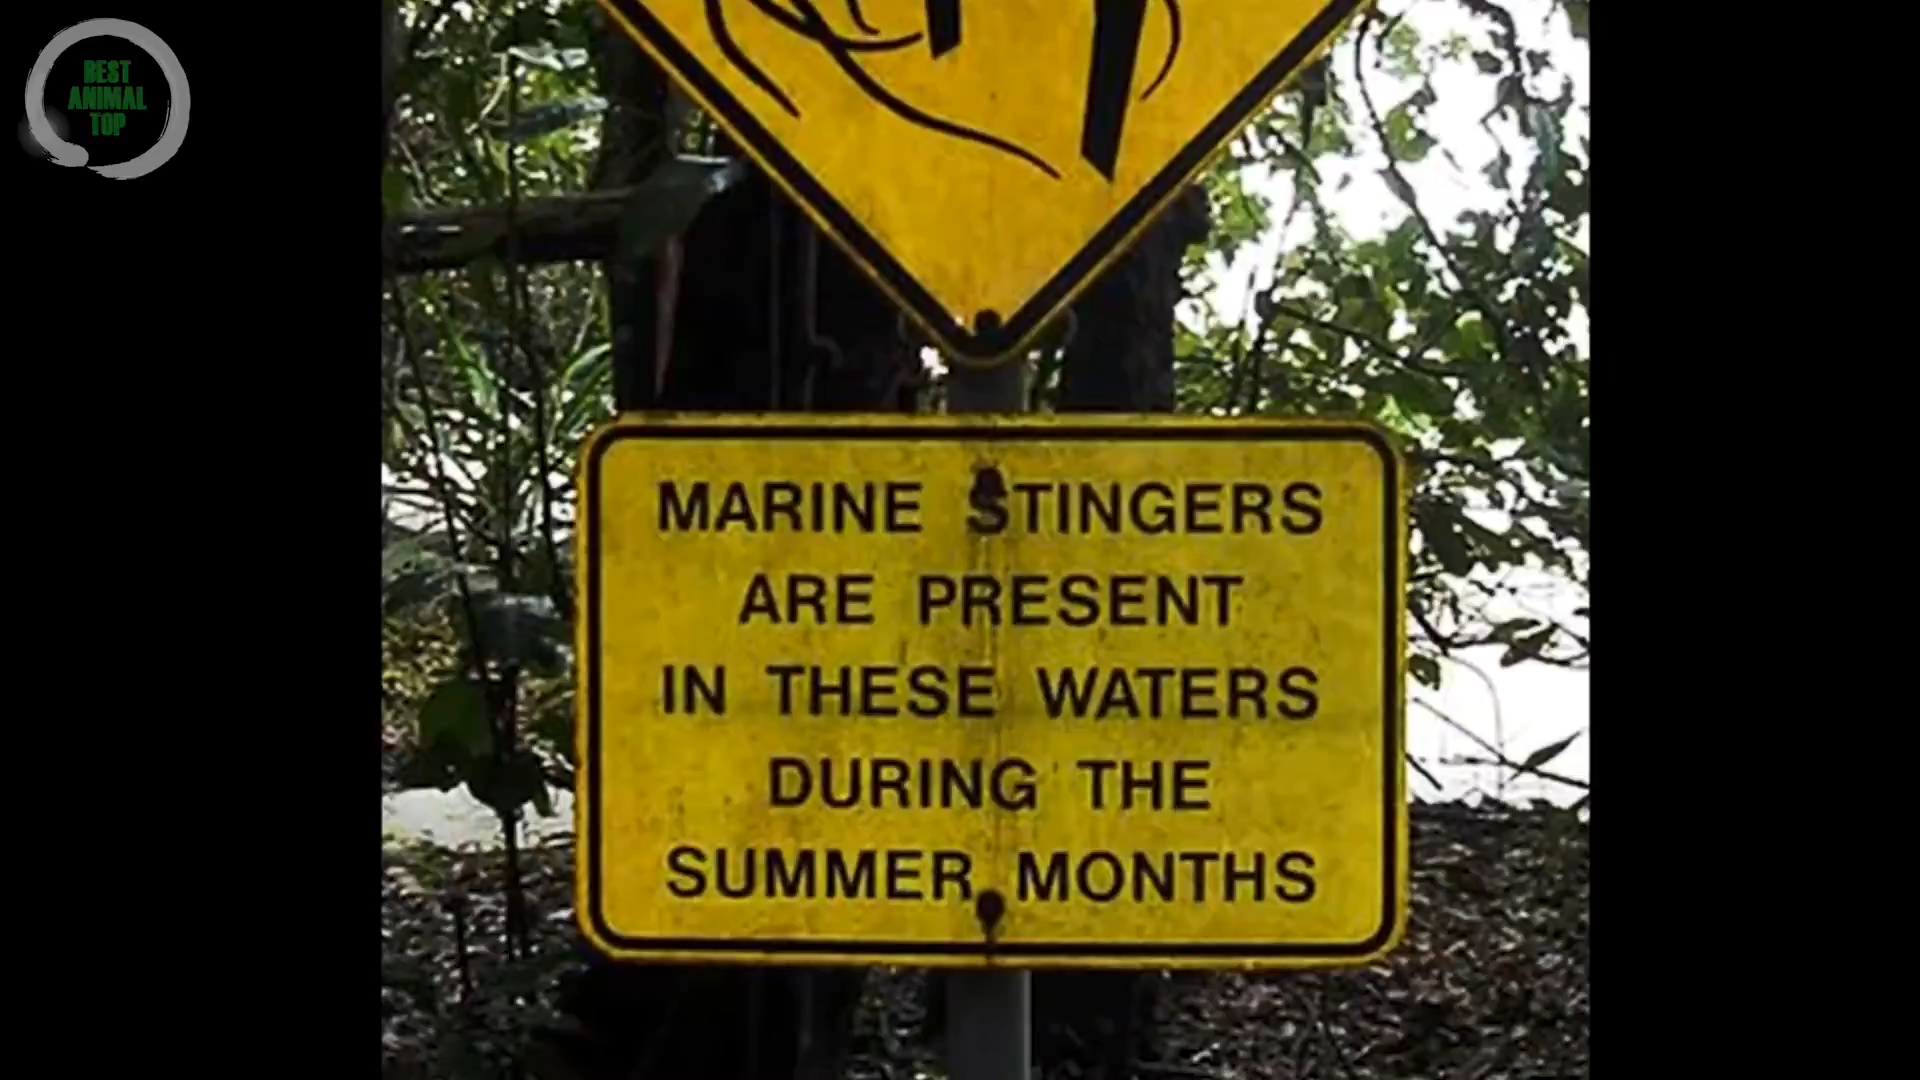 BEST
ANIMAL
TOP
MARINE STINGERS
ARE PRESENT
IN THESE WATERS
DURING THE
SUMMER MONTHS